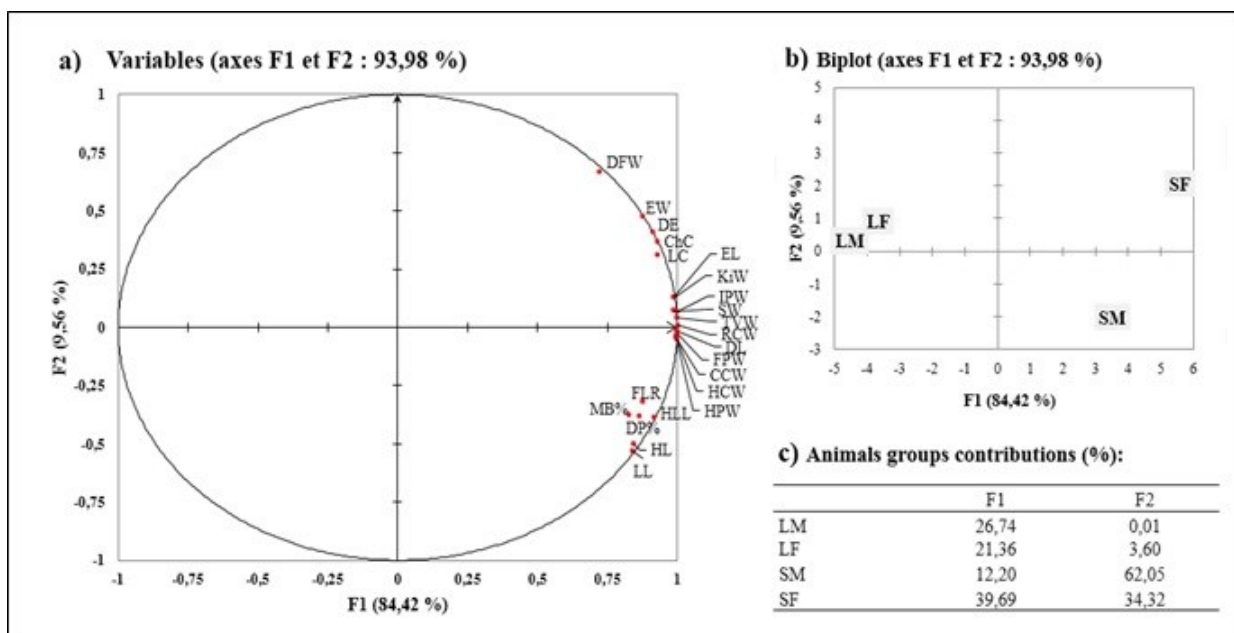 a) Variables (axes F1 et F2 : 93,98 %)
1
0,75
0,5
0,25
0
-0,25
-0,5
-0,75
-1
F2 (9,56 %)
DFW
EW
DE
ChC
LC
EL
KiW
IPW
SW
TVW
RCW
DL
FPW
CCW
HCW
HPW
FLR
MB%
HLL
DP%
HL
LL
-1 -0,75 -0,5 -0,25 0 0,25 0,5 0,75 1
F1 (84,42 %)
b) Biplot (axes F1 et F2 : 93,98 %)
5
4
3
2
1
0
-1
-2
-3
F2 (9,56 %)
SF
LF
LM
SM
-5 -4 -3 -2 -1 0 1 2 3 4 5 6
F1 (84,42 %)
c) Animals groups contributions (%):
F1 F2
LM 26,74 0,01
LF 21,36 3,60
SM 12,20 62,05
SF 39,69 34,32